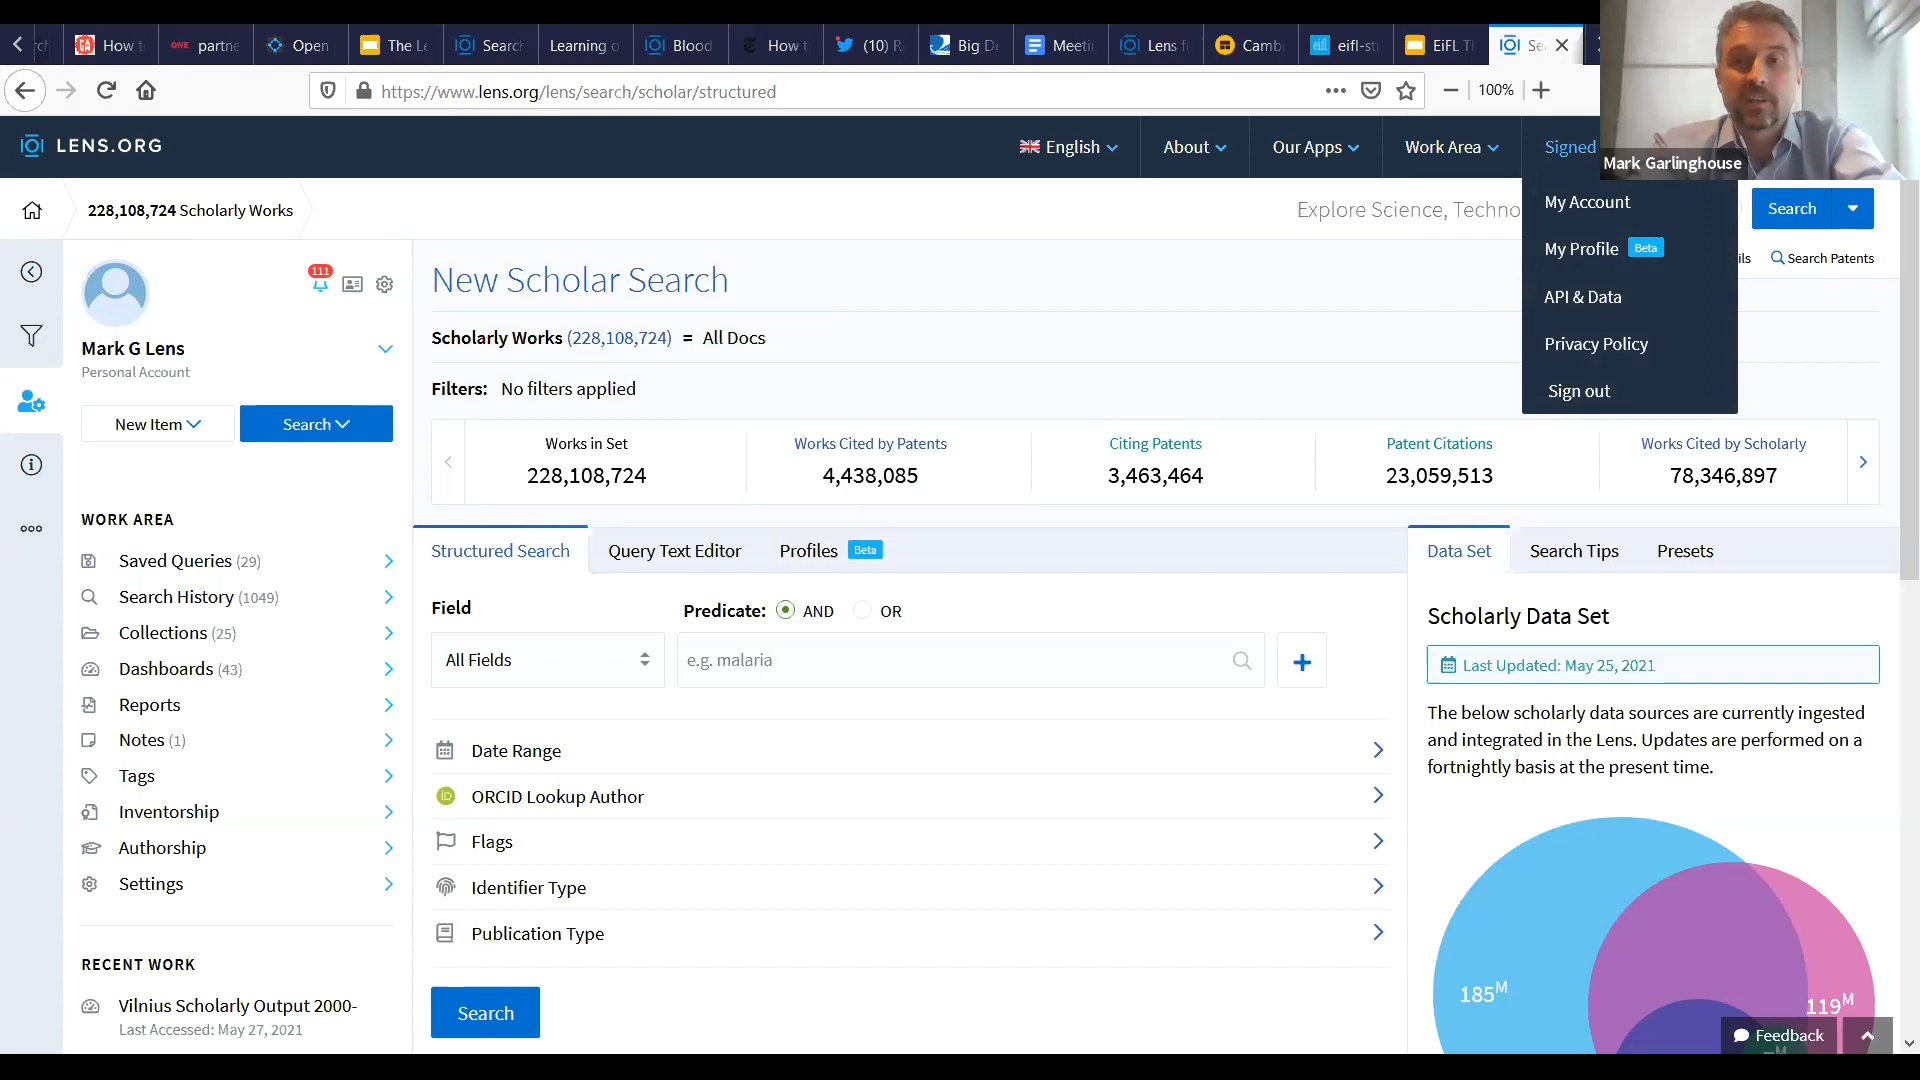 How t
ONE partne
Open
The Le
Search
Learning o
Blood
How t
(10) R
Big D
Meeti
Lens f
Cambi
eifl eifl-st
EiFL T
Se
https://www.lens.org/lens/search/scholar/structured
100%
LENS.ORG
English
About
Our Apps
Work Area
Signed
Mark Garlinghouse
228,108,724 Scholarly Works
Explore Science, Techno
Search
My Account
My Profile Beta
API & Data
Privacy Policy
Sign out
ils
Search Patents
111
Mark G Lens
Personal Account
New Item
Search
WORK AREA
Saved Queries (29)
Search History (1049)
Collections (25)
Dashboards (43)
Reports
Notes (1)
Tags
Inventorship
Authorship
Settings
RECENT WORK
Vilnius Scholarly Output 2000-
Last Accessed: May 27, 2021
New Scholar Search
Scholarly Works (228,108,724) = All Docs
Filters: No filters applied
Works in Set
228,108,724
Works Cited by Patents
4,438,085
Citing Patents
3,463,464
Patent Citations
23,059,513
Works Cited by Scholarly
78,346,897
Structured Search
Query Text Editor
Profiles Beta
Field
Predicate: AND OR
All Fields
e.g. malaria
Date Range
iD ORCID Lookup Author
Flags
Identifier Type
Publication Type
Search
Data Set
Search Tips
Presets
Scholarly Data Set
Last Updated: May 25, 2021
The below scholarly data sources are currently ingested
and integrated in the Lens. Updates are performed on a
fortnightly basis at the present time.
185M
119M
Feedback